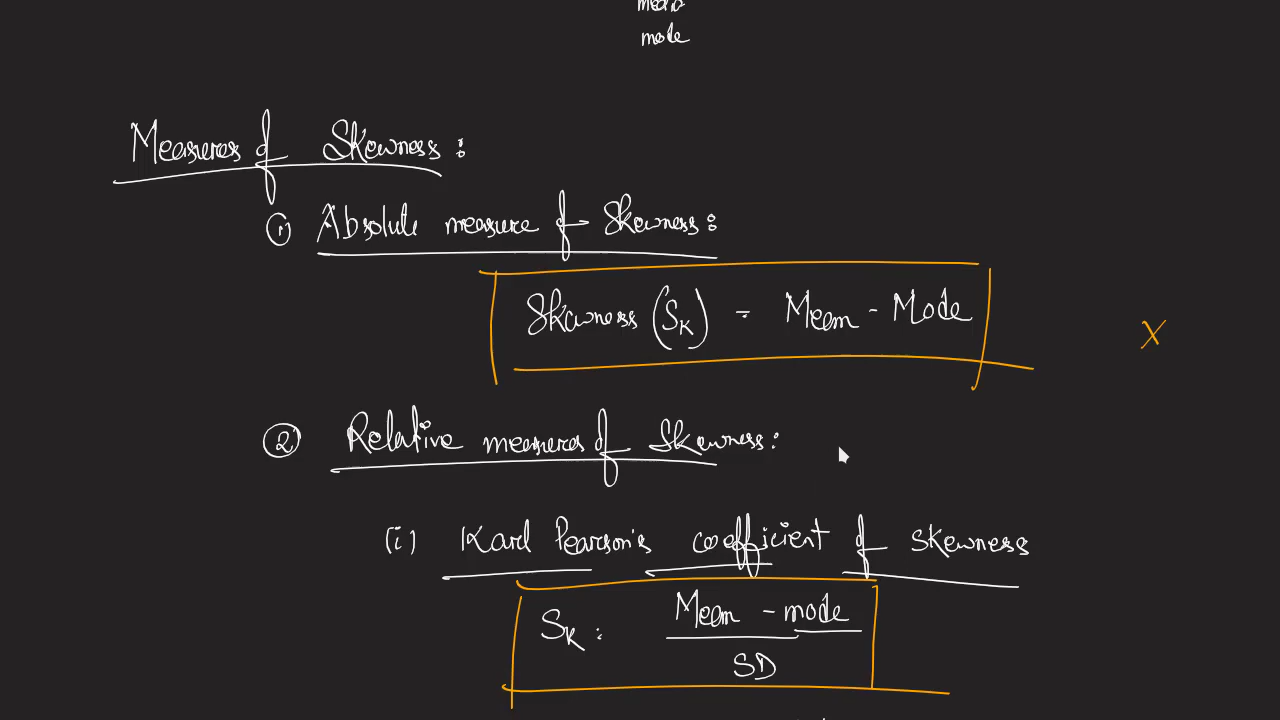 mode
Measures of Skewness:
① Absolute measure of Skewness:
Skewness (SK) = Mean - Mode
X
② Relative measures of Skewness:
(i) Karl Pearson's coefficient of skewness
SK = Mean - mode
SD